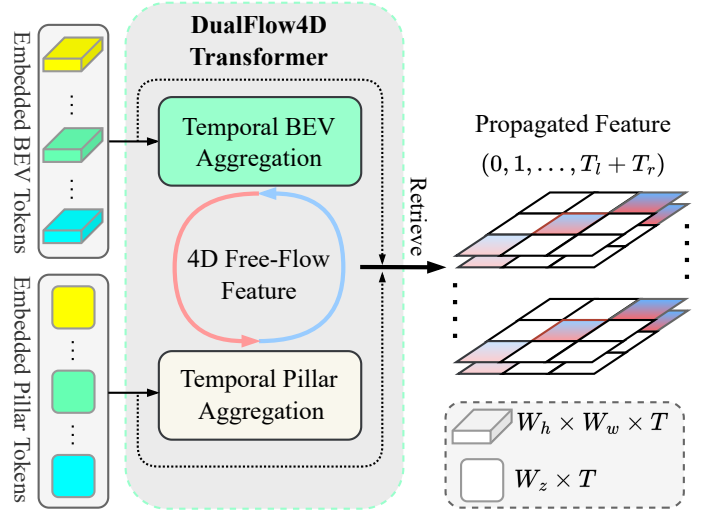 Embedded BEV Tokens
Embedded Pillar Tokens
DualFlow4D
Transformer
Temporal BEV
Aggregation
4D Free-Flow
Feature
Temporal Pillar
Aggregation
Retrieve
Propagated Feature
(0, 1, . . . , T_l + T_r)
W_h × W_w × T
W_z × T